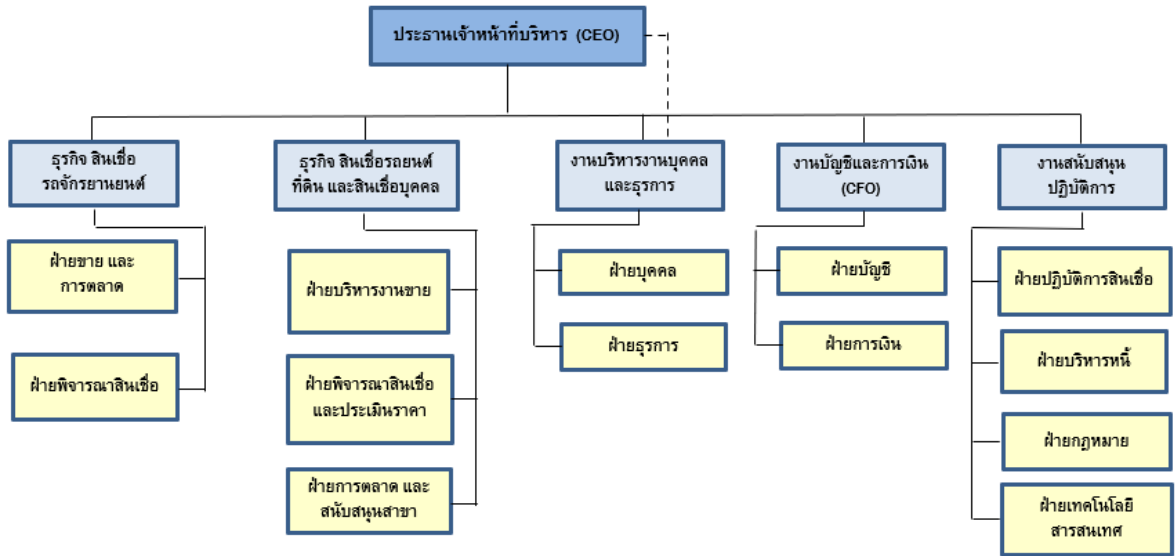 ประธานเจ้าหน้าที่บริหาร (CEO)
ธุรกิจ สินเชื่อ
รถจักรยานยนต์
ฝ่ายขาย และ
การตลาด
ฝ่ายพิจารณาสินเชื่อ
ธุรกิจ สินเชื่อรถยนต์
ที่ดิน และสินเชื่อบุคคล
ฝ่ายบริหารงานขาย
ฝ่ายพิจารณาสินเชื่อ
และประเมินราคา
ฝ่ายการตลาด และ
สนับสนุนสาขา
งานบริหารงานบุคคล
และธุรการ
ฝ่ายบุคคล
ฝ่ายธุรการ
งานบัญชีและการเงิน
(CFO)
ฝ่ายบัญชี
ฝ่ายการเงิน
งานสนับสนุน
ปฏิบัติการ
ฝ่ายปฏิบัติการสินเชื่อ
ฝ่ายบริหารหนี้
ฝ่ายกฎหมาย
ฝ่ายเทคโนโลยี
สารสนเทศ